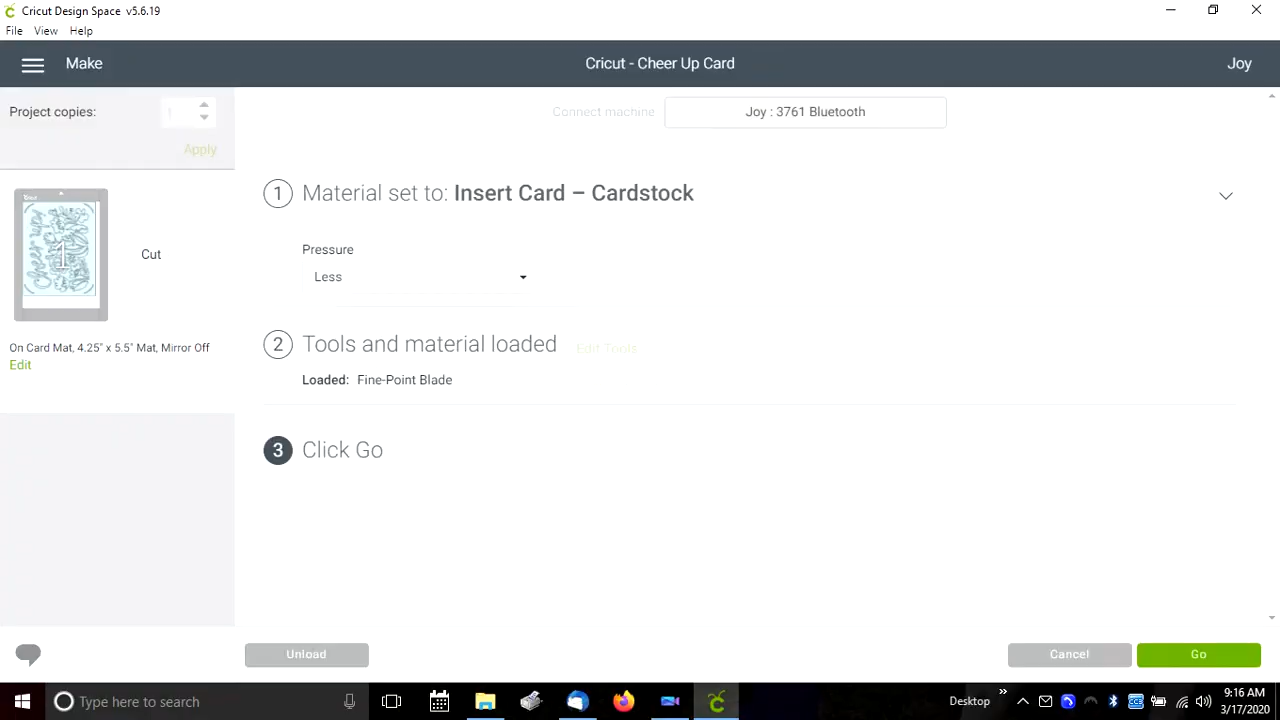 Cricut Design Space v5.6.19
File View Help
Make
Cricut - Cheer Up Card
Joy
Project copies:
1
Apply
Connect machine
Joy : 3761 Bluetooth
1 Material set to: Insert Card – Cardstock
Pressure
Less
1
Cut
On Card Mat, 4.25" x 5.5" Mat, Mirror Off
Edit
2 Tools and material loaded Edit Tools
Loaded: Fine-Point Blade
3 Click Go
Unload
Cancel
Go
Type here to search
Desktop
9:16 AM
3/17/2020